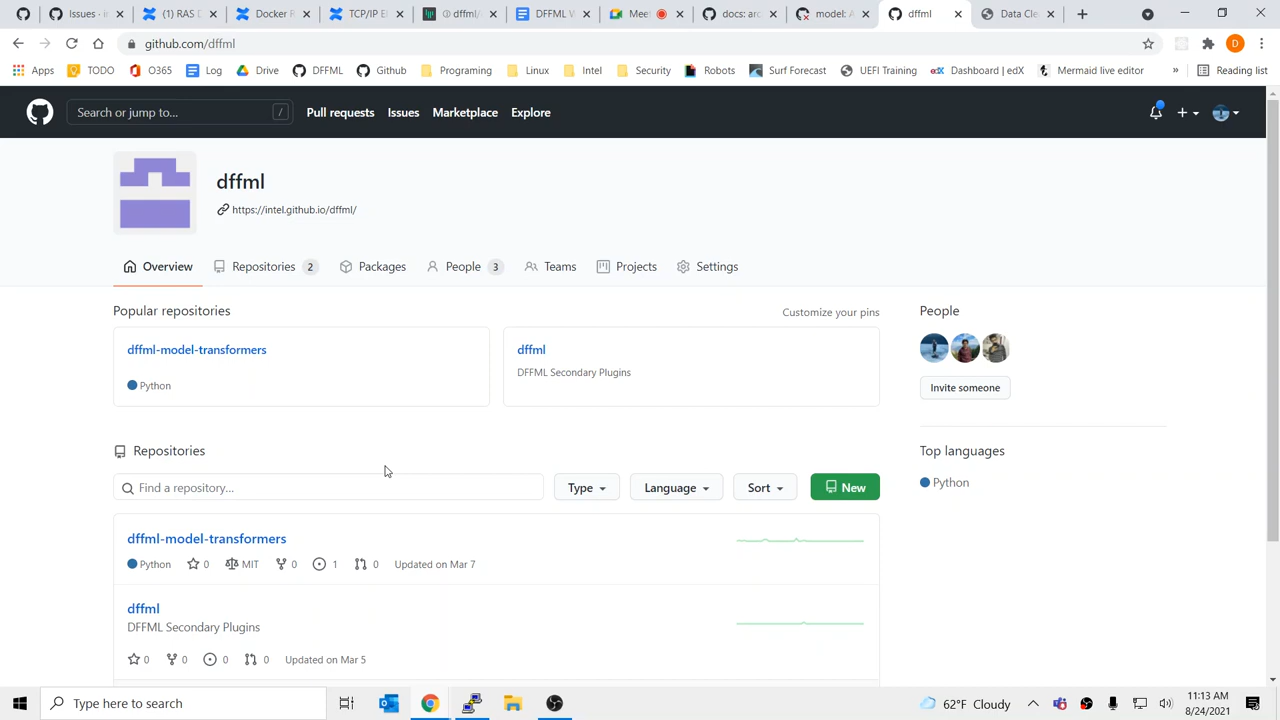 Issues · in
(1) RAS D
Docker R
TCP/IP E
① dffml/
DFFML W
Meet
docs: arc
model: A
dffml
Data Cle
github.com/dffml
Apps TODO O365 Log Drive DFFML Github Programing Linux Intel Security Robots Surf Forecast UEFI Training Dashboard | edX Mermaid live editor » Reading list
Search or jump to... / Pull requests Issues Marketplace Explore
dffml
https://intel.github.io/dffml/
Overview Repositories 2 Packages People 3 Teams Projects Settings
Popular repositories
Customize your pins
People
dffml-model-transformers
Python
dffml
DFFML Secondary Plugins
Invite someone
Repositories
Top languages
Python
Find a repository... Type Language Sort New
dffml-model-transformers
Python 0 MIT 0 1 0 Updated on Mar 7
dffml
DFFML Secondary Plugins
0 0 0 0 Updated on Mar 5
Type here to search
62°F Cloudy
11:13 AM
8/24/2021